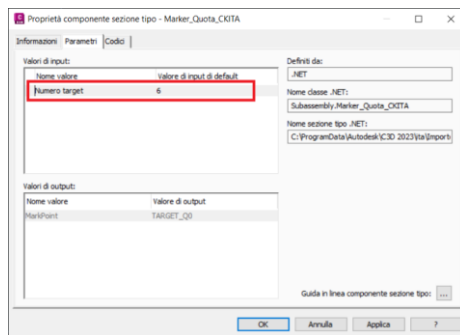 Proprietà componente sezione tipo - Marker_Quota_CKITA
Informazioni Parametri Codici
Valori di input:
Nome valore Valore di input di default
Numero target 6
Definiti da:
.NET
Nome classe .NET:
Subassembly.Marker_Quota_CKITA
Nome sezione tipo .NET:
C:\ProgramData\Autodesk\C3D 2023\ita\Import
Valori di output:
Nome valore Valore di output
MarkPoint TARGET_Q0
Guida in linea componente sezione tipo: ...
OK Annulla Applica ?